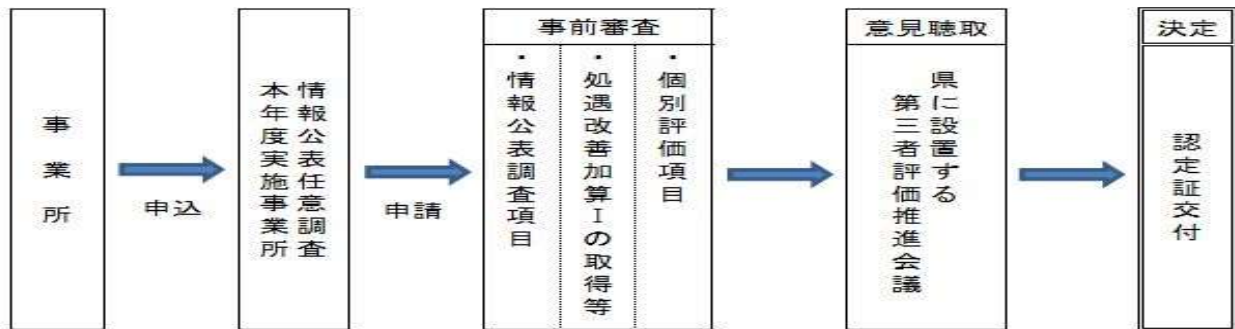 事業所
申込
情報公表任意調査
本年度実施事業所
申請
事前審査
・個別評価項目
・処遇改善加算Ⅰの取得等
・情報公表調査項目
意見聴取
県に設置する
第三者評価推進会議
決定
認定証交付